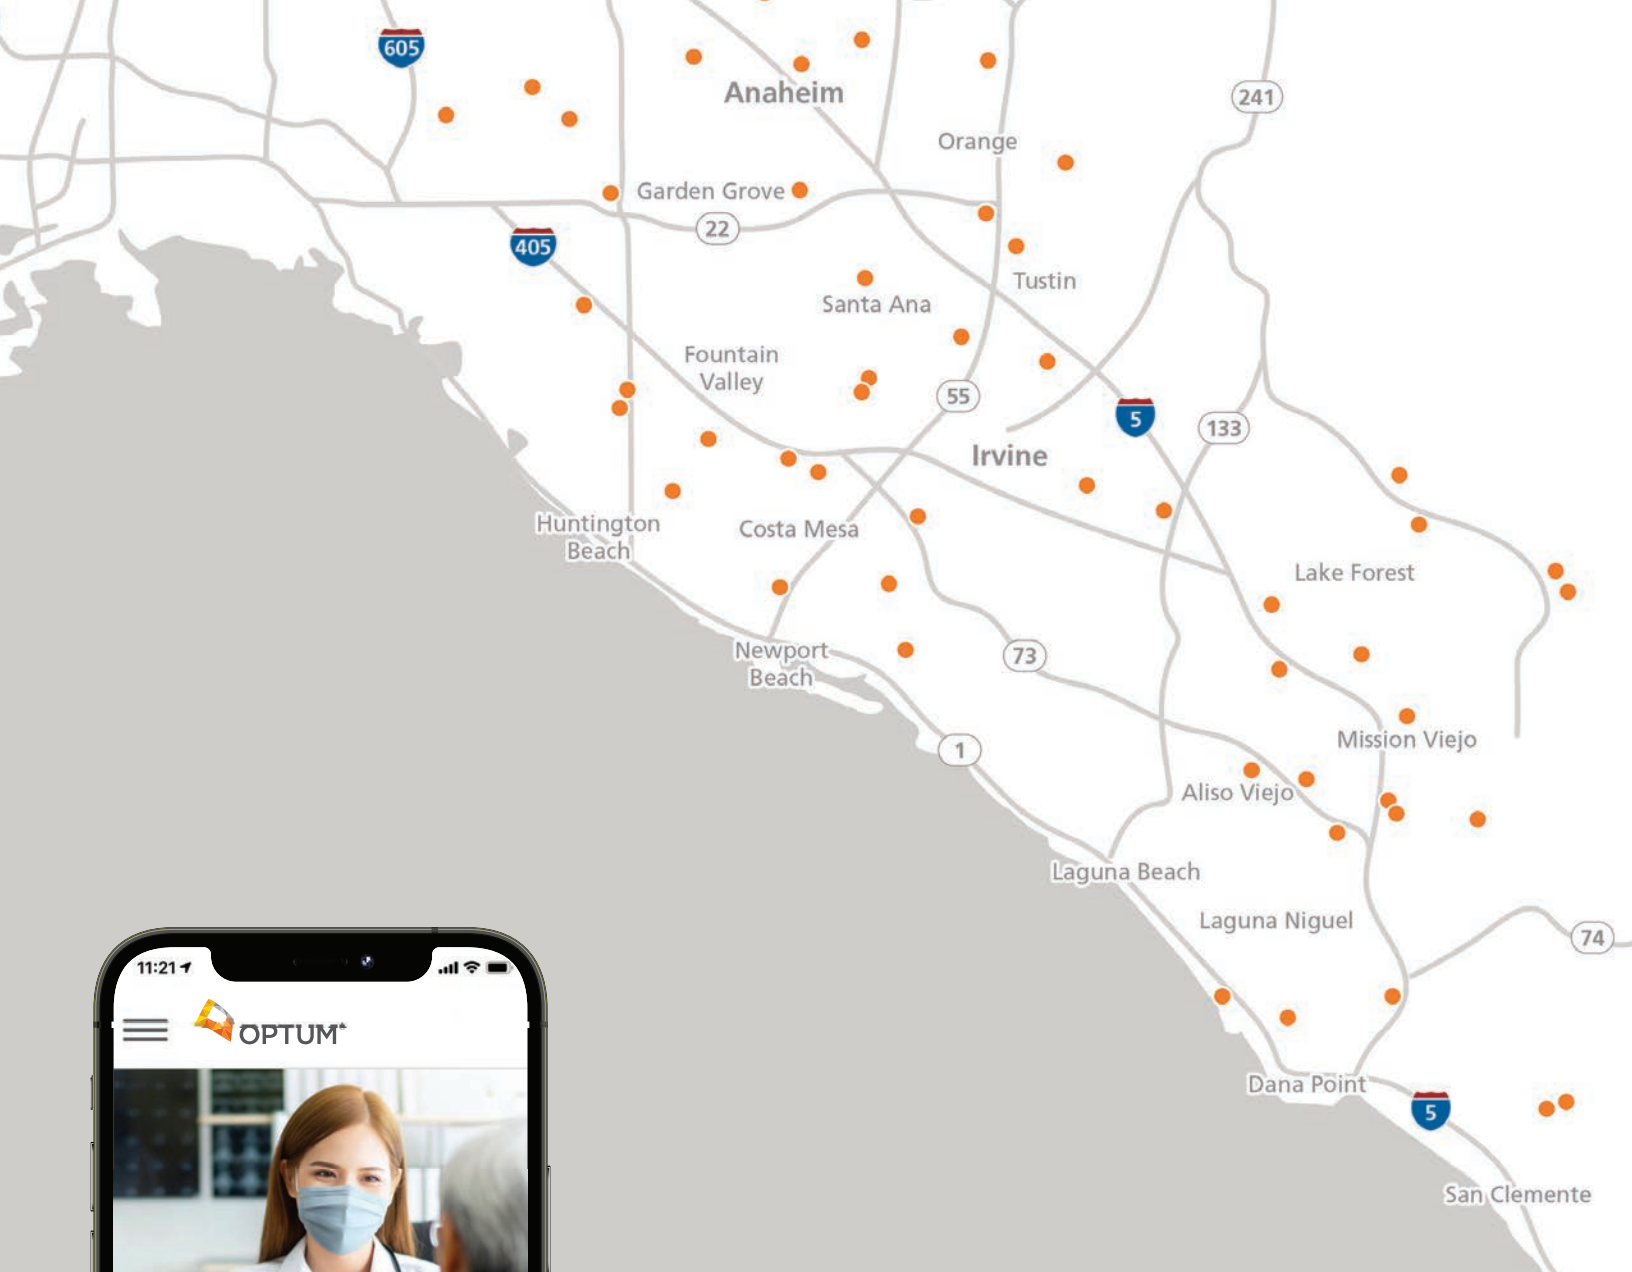 605
Anaheim
241
Orange
Garden Grove
22
405
Tustin
Santa Ana
Fountain
Valley
55
5
133
Irvine
Huntington
Beach
Costa Mesa
Lake Forest
Newport
Beach
73
Mission Viejo
1
Aliso Viejo
Laguna Beach
Laguna Niguel
74
11:21
OPTUM
Dana Point
5
San Clemente